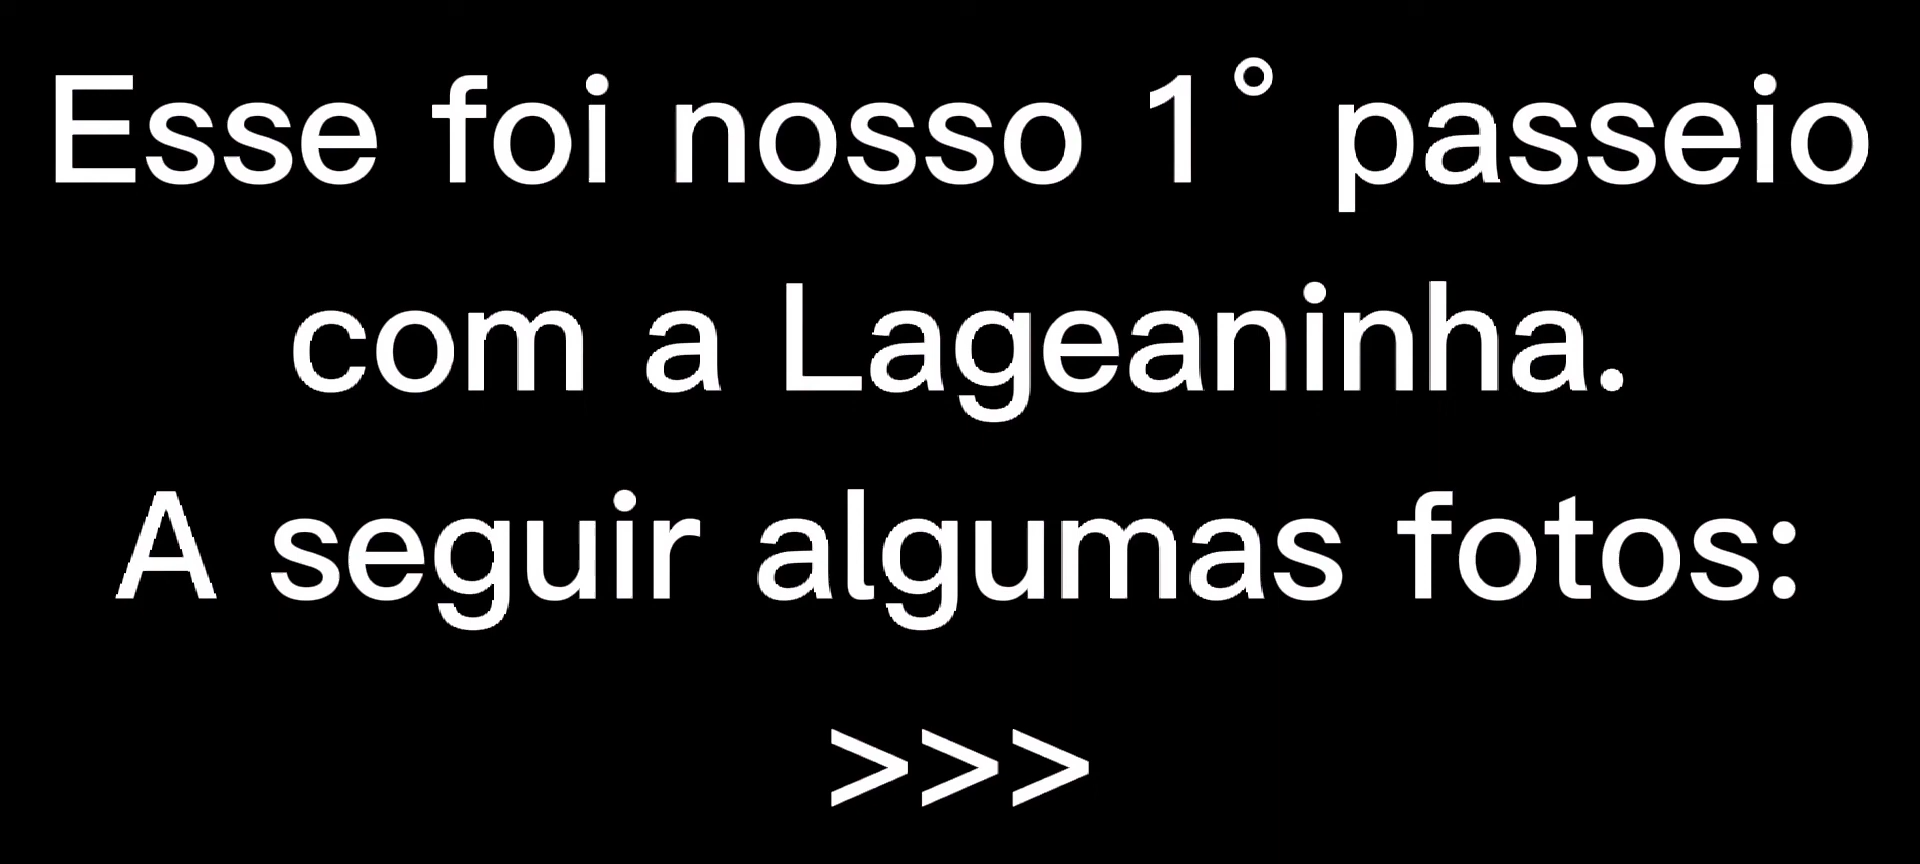 Esse foi nosso 1° passeio
com a Lageaninha.
A seguir algumas fotos:
>>>